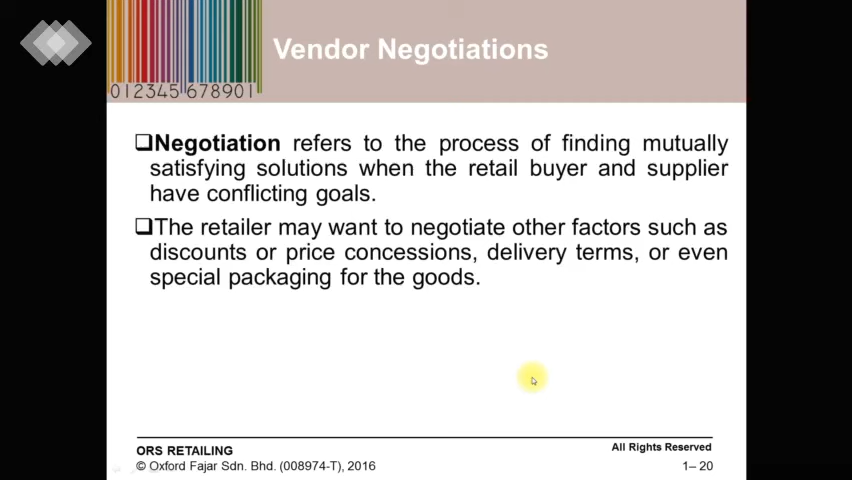 Vendor Negotiations
012345 678901
❑Negotiation refers to the process of finding mutually
satisfying solutions when the retail buyer and supplier
have conflicting goals.
❑The retailer may want to negotiate other factors such as
discounts or price concessions, delivery terms, or even
special packaging for the goods.
ORS RETAILING
All Rights Reserved
© Oxford Fajar Sdn. Bhd. (008974-T), 2016
1– 20